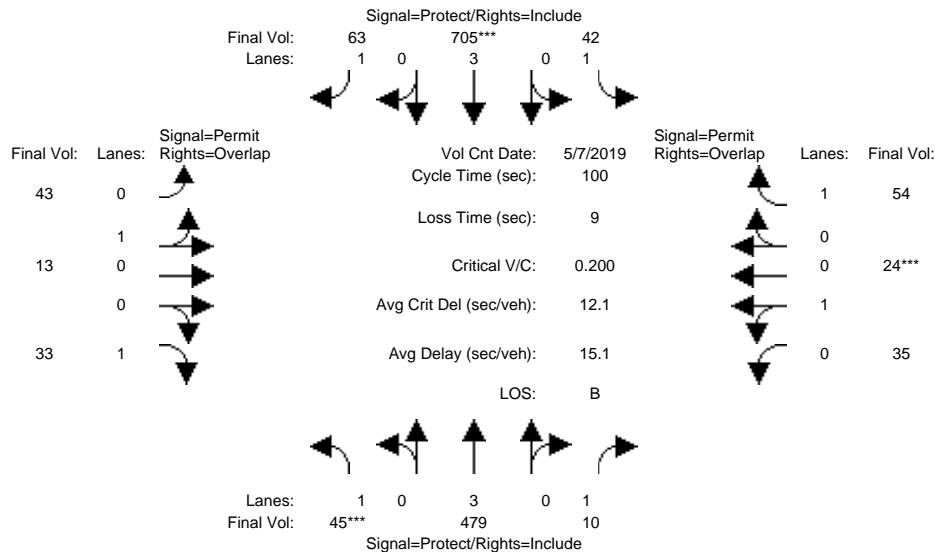 Signal=Protect/Rights=Include
Final Vol: 63 705*** 42
Lanes: 1 0 3 0 1
Signal=Permit Signal=Permit
Final Vol: Lanes: Rights=Overlap Vol Cnt Date: 5/7/2019 Rights=Overlap Lanes: Final Vol:
Cycle Time (sec): 100
43 0 1 54
Loss Time (sec): 9
1 0
13 0 Critical V/C: 0.200 0 24***
0 Avg Crit Del (sec/veh): 12.1 1
33 1 Avg Delay (sec/veh): 15.1 0 35
LOS: B
Lanes: 1 0 3 0 1
Final Vol: 45*** 479 10
Signal=Protect/Rights=Include